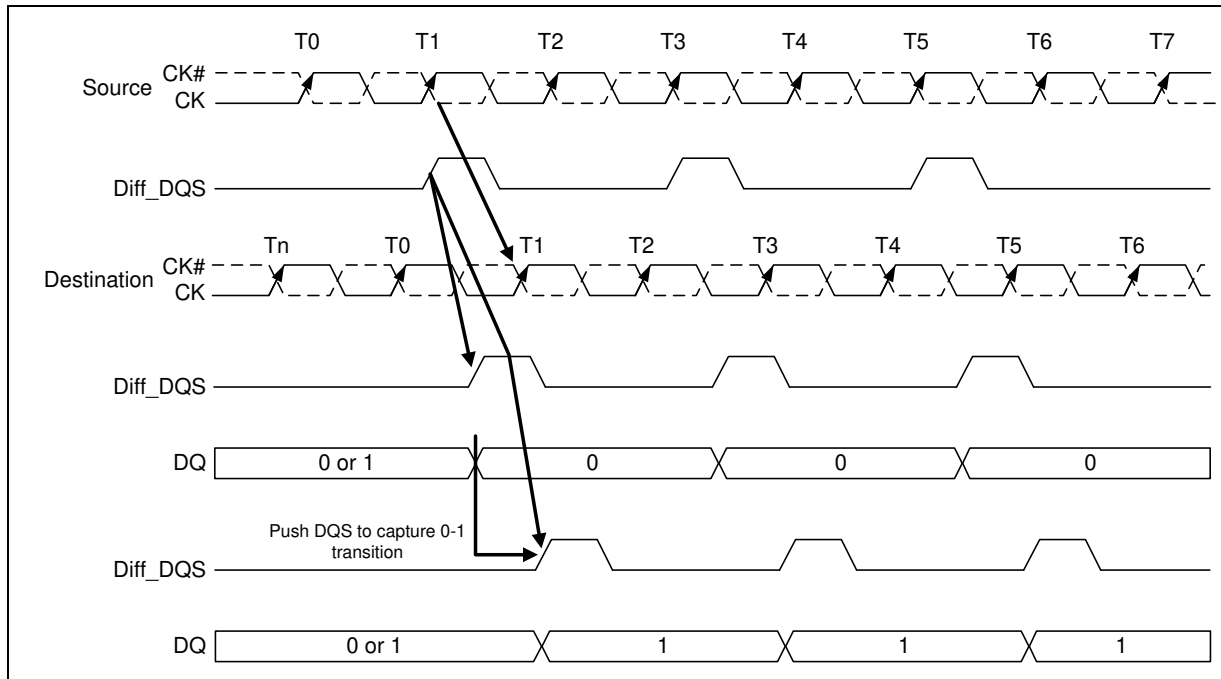 T0 T1 T2 T3 T4 T5 T6 T7
CK#
Source
CK
Diff_DQS
Tn T0 T1 T2 T3 T4 T5 T6
CK#
Destination
CK
Diff_DQS
DQ 0 or 1 0 0 0
Push DQS to capture 0-1
transition
Diff_DQS
DQ 0 or 1 1 1 1